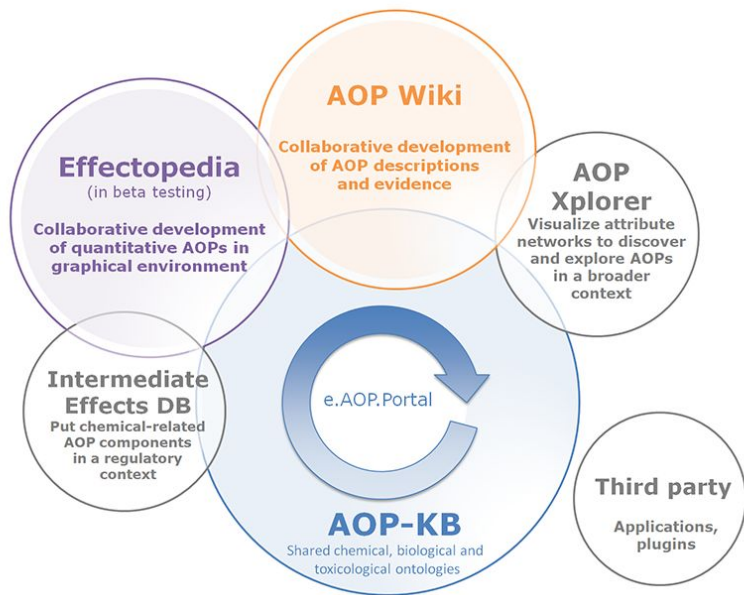 AOP Wiki
Collaborative development
of AOP descriptions
and evidence
Effectopedia
(in beta testing)
Collaborative development
of quantitative AOPs in
graphical environment
AOP
Xplorer
Visualize attribute
networks to discover
and explore AOPs
in a broader
context
Intermediate
Effects DB
Put chemical-related
AOP components
in a regulatory
context
e.AOP.Portal
AOP-KB
Shared chemical, biological and
toxicological ontologies
Third party
Applications,
plugins